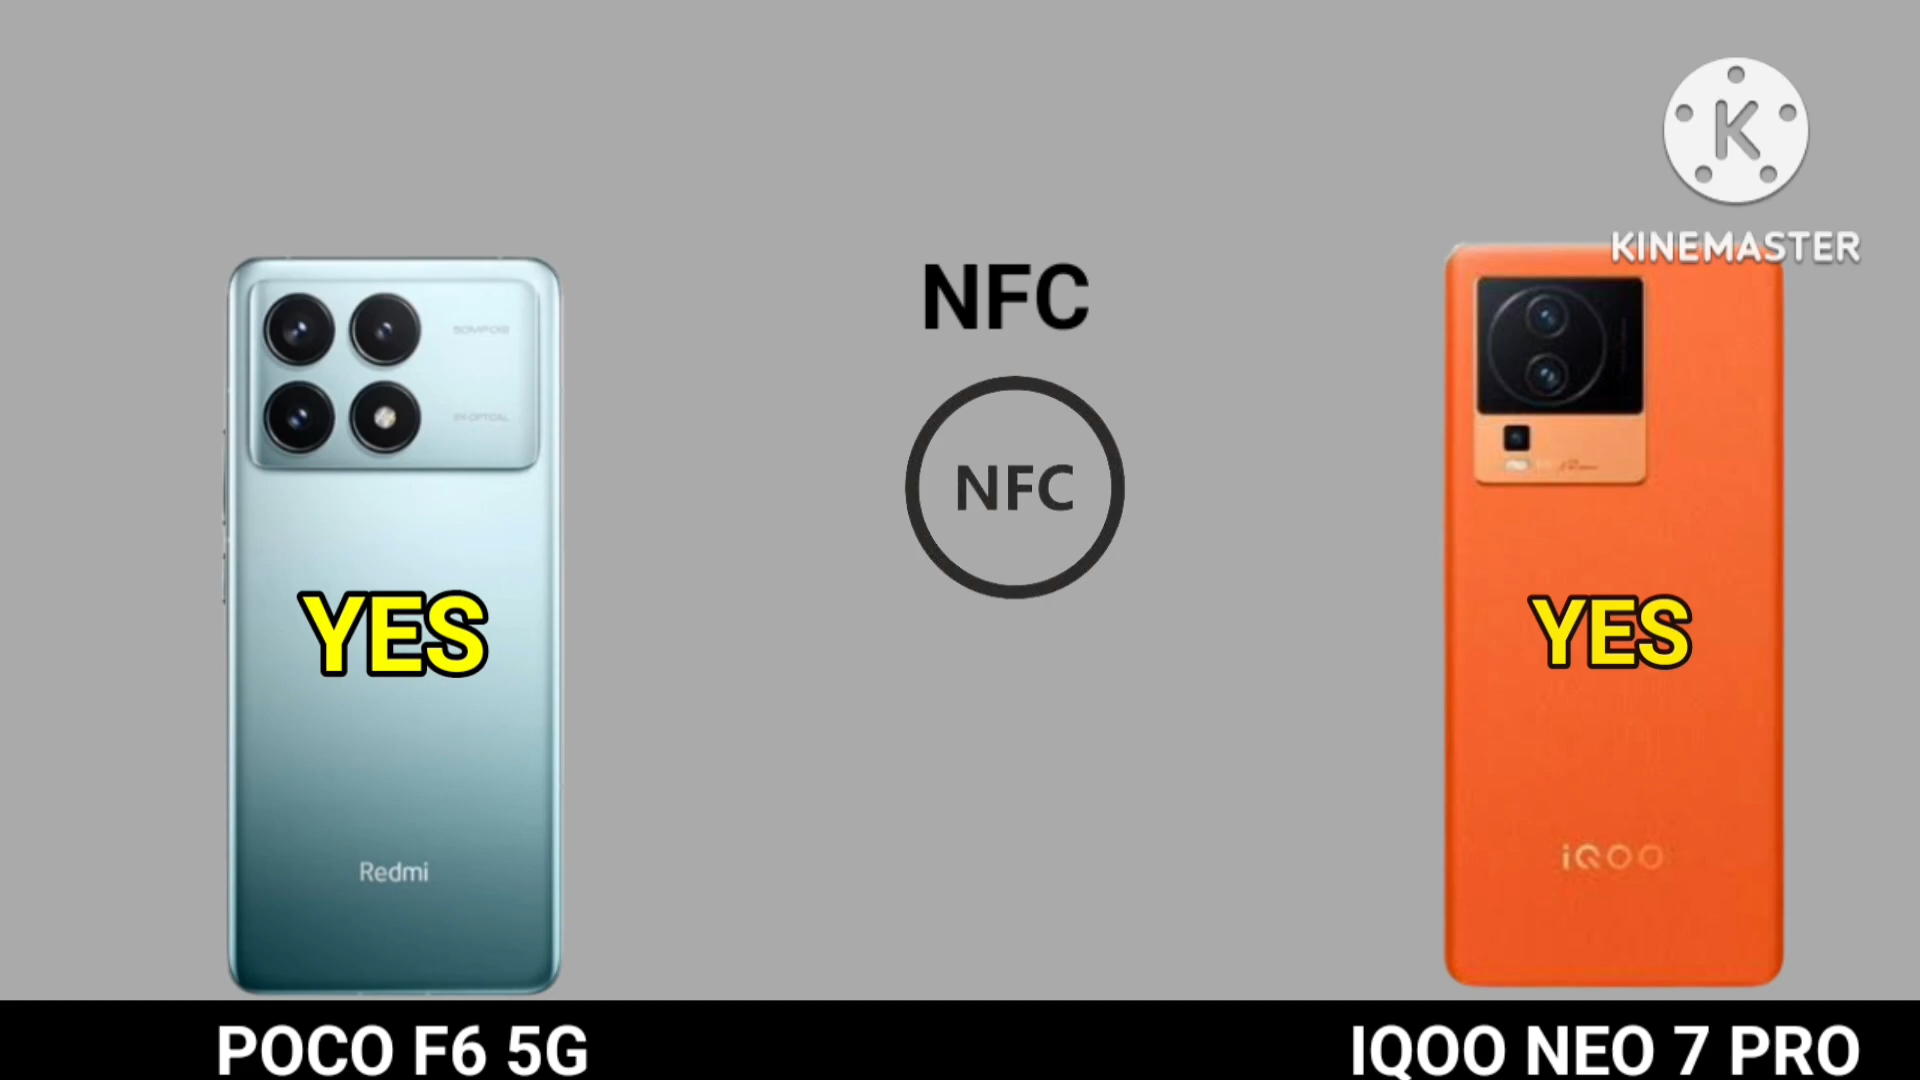 KINEMASTER
NFC
NFC
YES
YES
Redmi
iQOO
POCO F6 5G
IQOO NEO 7 PRO